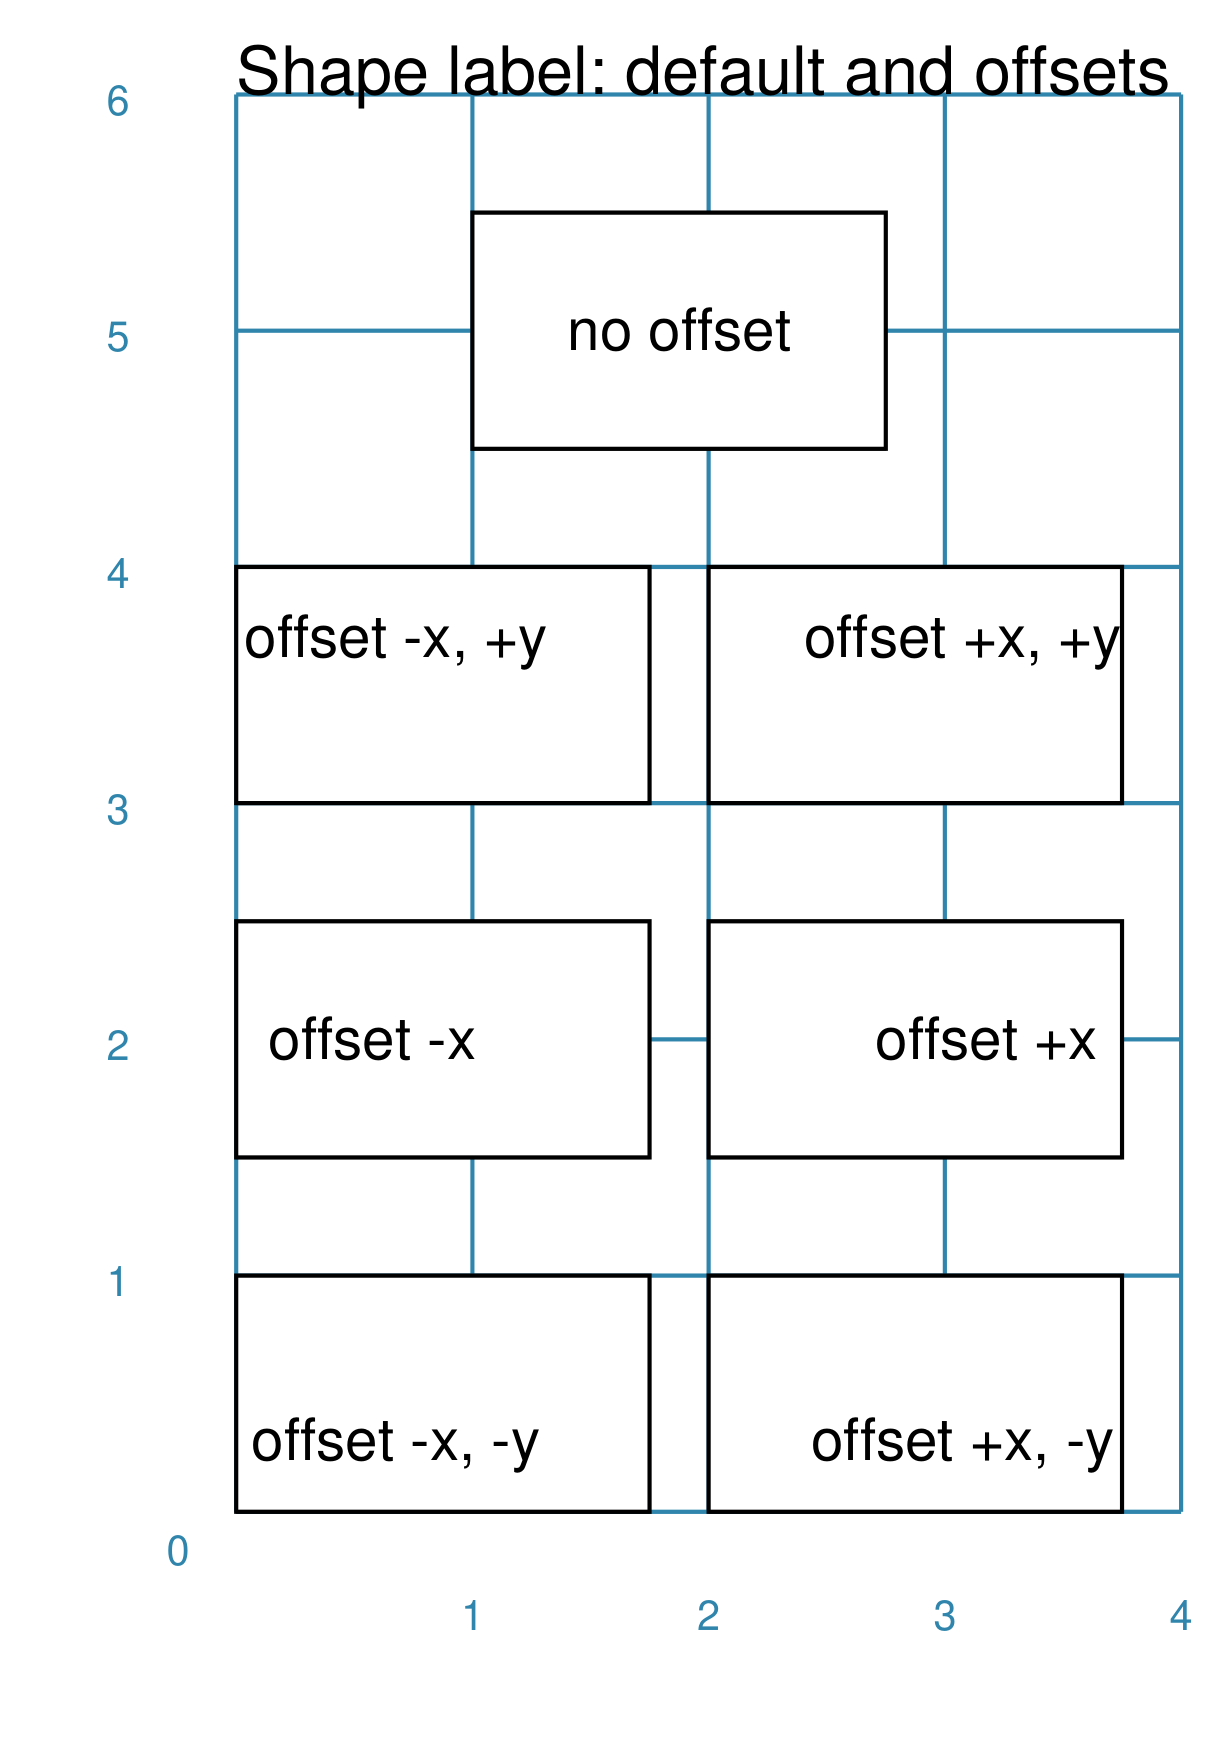 Shape label: default and offsets
6
5
no offset
4
offset -x, +y
offset +x, +y
3
2
offset -x
offset +x
1
offset -x, -y
offset +x, -y
0
1 2 3 4